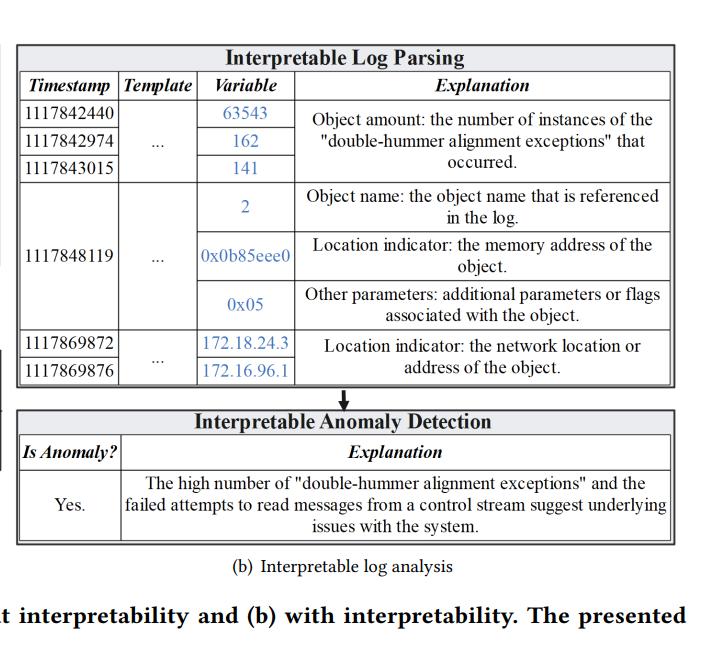 Interpretable Log Parsing
Timestamp Template Variable Explanation
1117842440 63543
1117842974 ... 162
1117843015 141
Object amount: the number of instances of the
"double-hummer alignment exceptions" that
occurred.
1117848119 ...
2
Object name: the object name that is referenced
in the log.
0x0b85eee0
Location indicator: the memory address of the
object.
0x05
Other parameters: additional parameters or flags
associated with the object.
1117869872 ... 172.18.24.3
1117869876 172.16.96.1
Location indicator: the network location or
address of the object.
Interpretable Anomaly Detection
Is Anomaly? Explanation
Yes.
The high number of "double-hummer alignment exceptions" and the
failed attempts to read messages from a control stream suggest underlying
issues with the system.
(b) Interpretable log analysis
t interpretability and (b) with interpretability. The presented